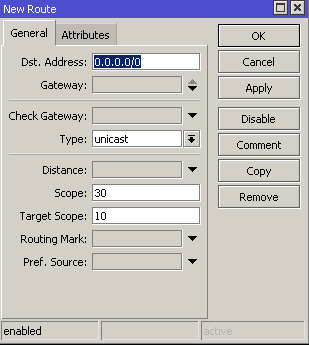 New Route
General Attributes
OK
Dst. Address: 0.0.0.0/0
Cancel
Gateway:
Apply
Check Gateway:
Disable
Type: unicast
Comment
Distance:
Copy
Scope: 30
Remove
Target Scope: 10
Routing Mark:
Pref. Source:
enabled active